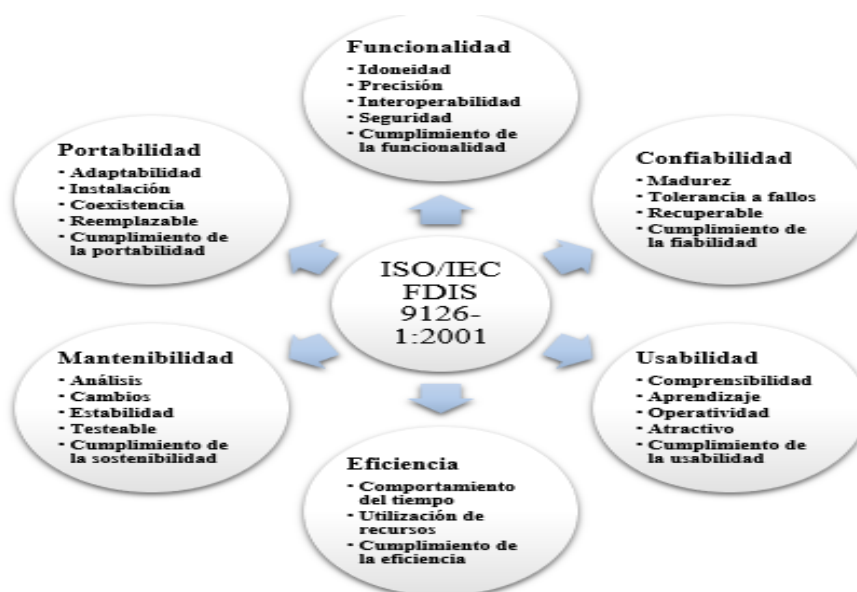 Funcionalidad
• Idoneidad
• Precisión
• Interoperabilidad
• Seguridad
• Cumplimiento de
la funcionalidad
Confiabilidad
• Madurez
• Tolerancia a fallos
• Recuperable
• Cumplimiento de
la fiabilidad
Usabilidad
• Comprensibilidad
• Aprendizaje
• Operatividad
• Atractivo
• Cumplimiento de
la usabilidad
Eficiencia
• Comportamiento
del tiempo
• Utilización de
recursos
• Cumplimiento de
la eficiencia
Mantenibilidad
• Análisis
• Cambios
• Estabilidad
• Testeable
• Cumplimiento de
la sostenibilidad
Portabilidad
• Adaptabilidad
• Instalación
• Coexistencia
• Reemplazable
• Cumplimiento de
la portabilidad
ISO/IEC
FDIS
9126-
1:2001